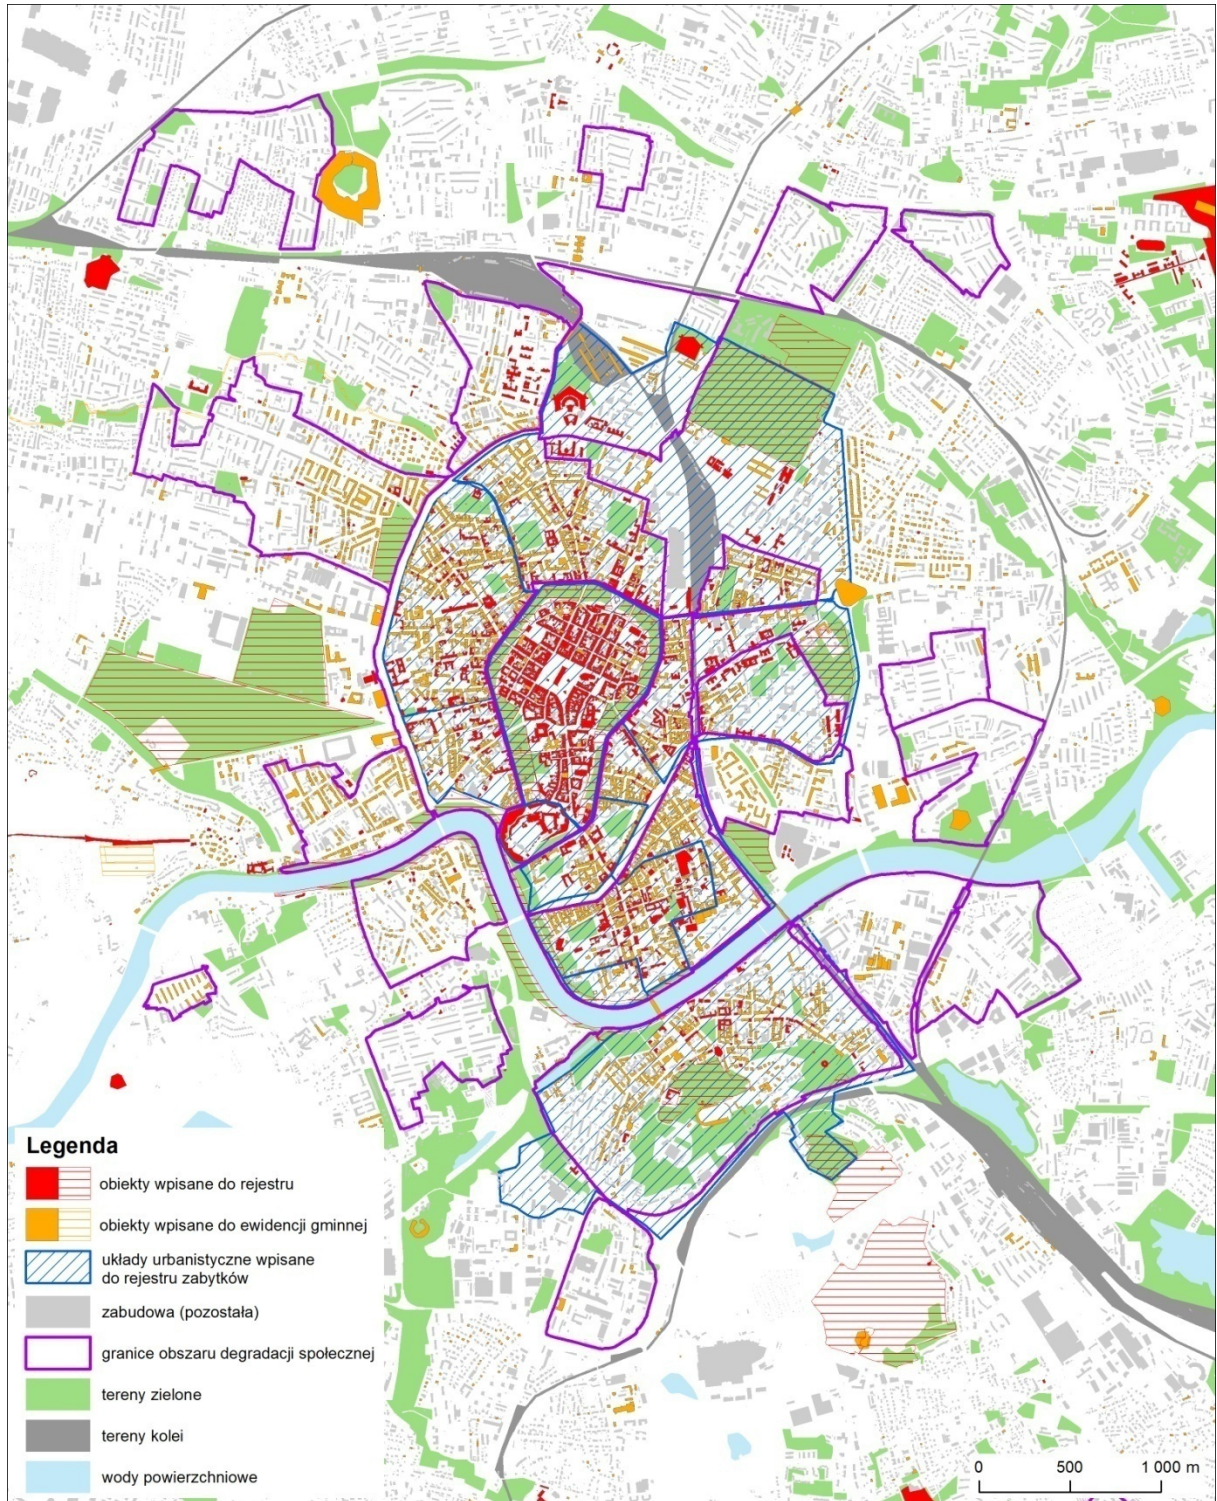 Legenda
obiekty wpisane do rejestru
obiekty wpisane do ewidencji gminnej
układy urbanistyczne wpisane
do rejestru zabytków
zabudowa (pozostała)
granice obszaru degradacji społecznej
tereny zielone
tereny kolei
wody powierzchniowe
0 500 1 000 m